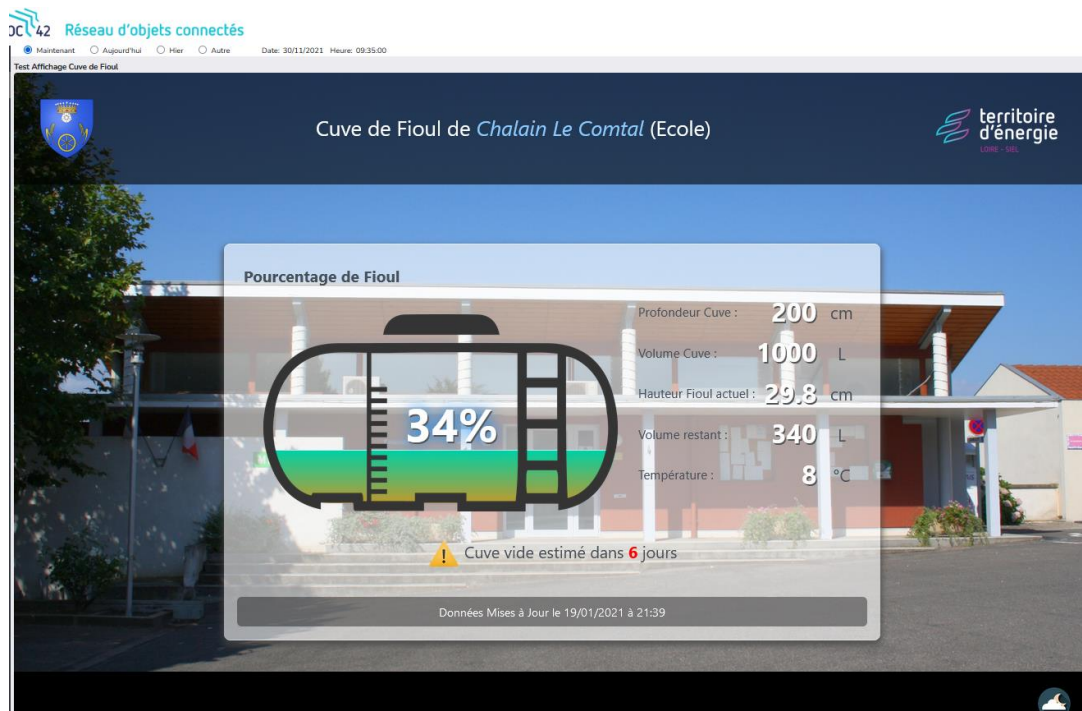 OC 42 Réseau d'objets connectés
Maintenant Aujourd'hui Hier Autre Date: 30/11/2021 Heure: 09:35:00
Test Affichage Cuve de Fioul
Cuve de Fioul de Chalain Le Comtal (Ecole)
territoire
d'énergie
LOIRE - SIEL
Pourcentage de Fioul
Profondeur Cuve : 200 cm
Volume Cuve : 1000 L
Hauteur Fioul actuel : 29.8 cm
34%
Volume restant : 340 L
Température : 8 °C
Cuve vide estimé dans 6 jours
Données Mises à Jour le 19/01/2021 à 21:39